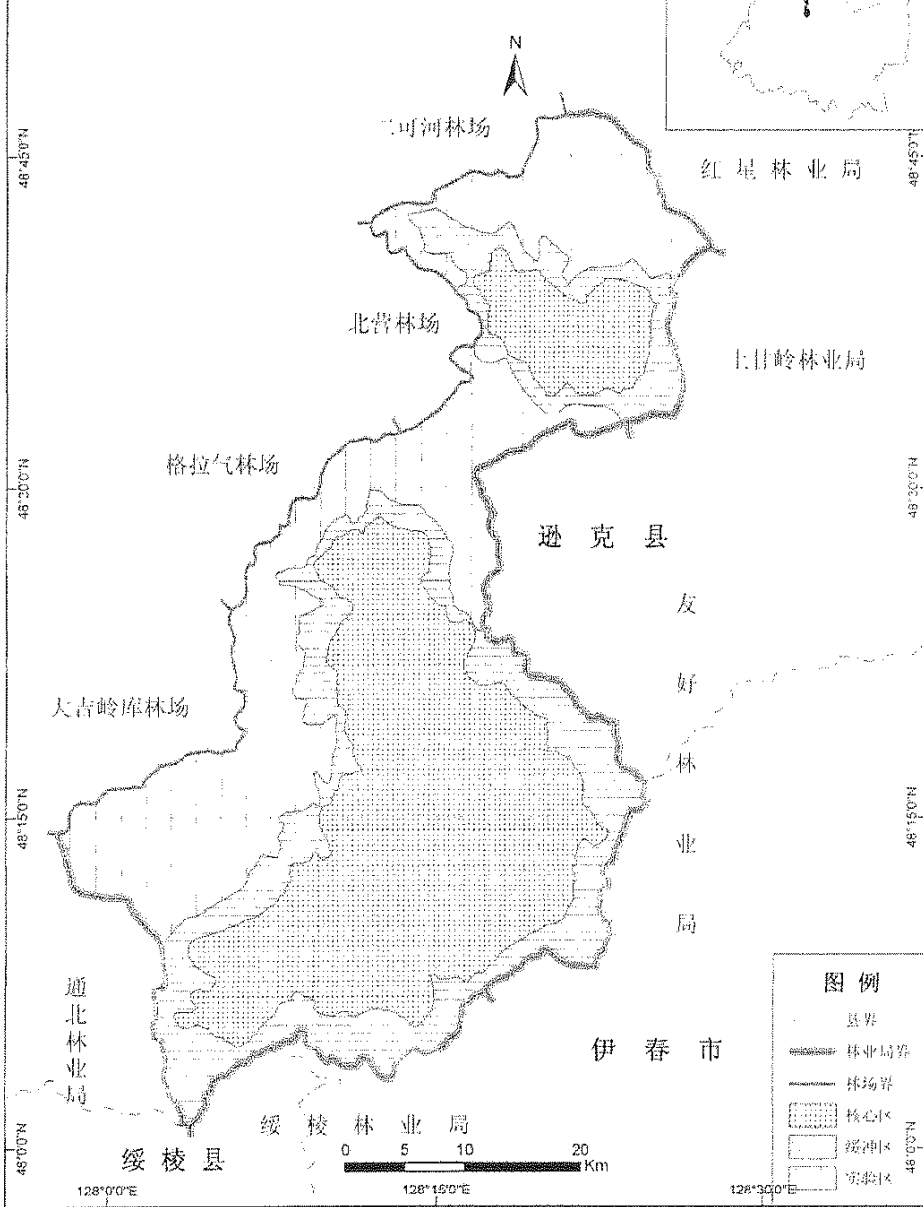 N
二可河林场
48°45'0"N
红星林业局
48°45'0"N
北营林场
上甘岭林业局
格拉气林场
48°30'0"N
48°30'0"N
逊克县
友好林业局
大吉岭库林场
48°15'0"N
48°15'0"N
通北林业局
伊春市
图例
县界
林业局界
林场界
核心区
缓冲区
实验区
绥棱林业局
绥棱县
0 5 10 20
Km
48°0'0"N
48°0'0"N
128°0'0"E
128°15'0"E
128°30'0"E